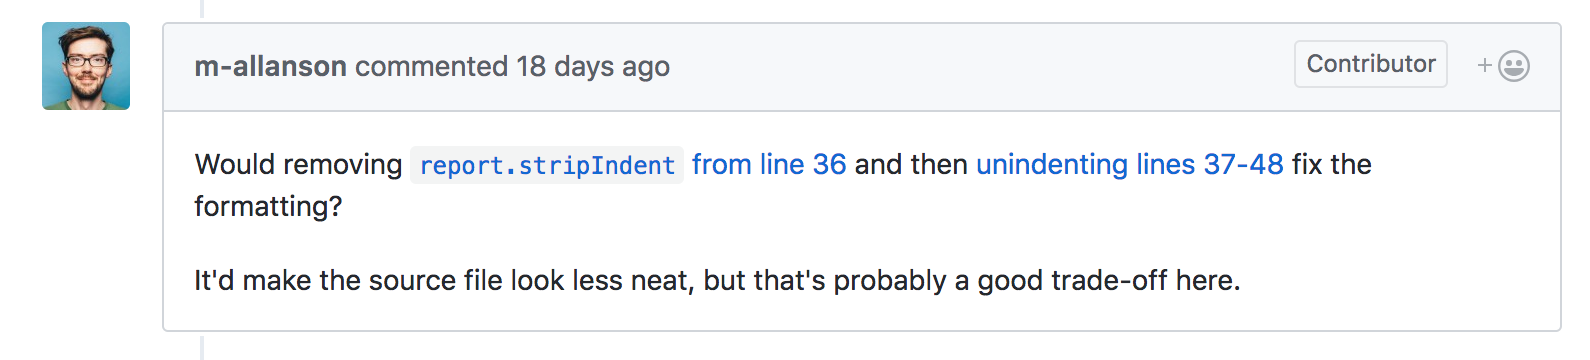 m-allanson commented 18 days ago
Contributor
+
Would removing report.stripIndent from line 36 and then unindenting lines 37-48 fix the
formatting?
It'd make the source file look less neat, but that's probably a good trade-off here.